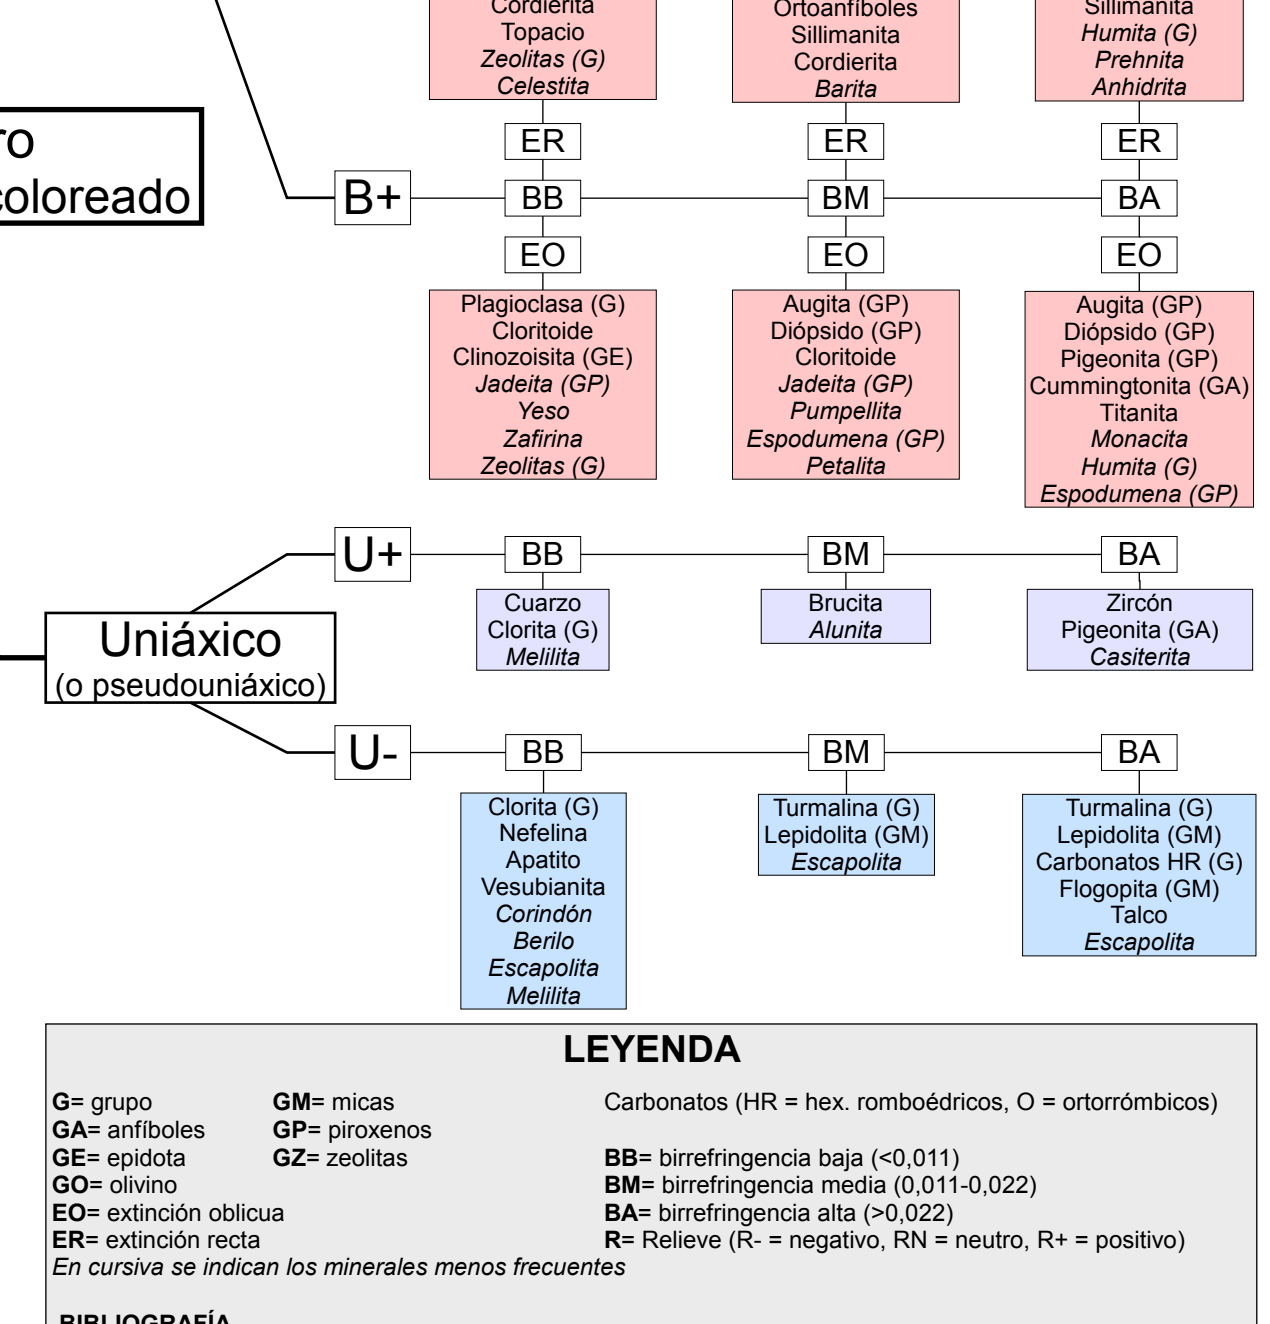 Cordierita
Topacio
Zeolitas (G)
Celestita
Ortoanfíboles
Sillimanita
Cordierita
Barita
Sillimanita
Humita (G)
Prehnita
Anhidrita
ro
coloreado
ER
ER
ER
B+
BB
BM
BA
EO
EO
EO
Plagioclasa (G)
Cloritoide
Clinozoisita (GE)
Jadeita (GP)
Yeso
Zafirina
Zeolitas (G)
Augita (GP)
Diópsido (GP)
Cloritoide
Jadeita (GP)
Pumpellita
Espodumena (GP)
Petalita
Augita (GP)
Diópsido (GP)
Pigeonita (GP)
Cummingtonita (GA)
Titanita
Monacita
Humita (G)
Espodumena (GP)
U+
BB
BM
BA
Cuarzo
Clorita (G)
Melilita
Brucita
Alunita
Zircón
Pigeonita (GA)
Casiterita
Uniáxico
(o pseudouniáxico)
U-
BB
BM
BA
Clorita (G)
Nefelina
Apatito
Vesubianita
Corindón
Berilo
Escapolita
Melilita
Turmalina (G)
Lepidolita (GM)
Escapolita
Turmalina (G)
Lepidolita (GM)
Carbonatos HR (G)
Flogopita (GM)
Talco
Escapolita
LEYENDA
G= grupo
GA= anfíboles
GE= epidota
GO= olivino
EO= extinción oblicua
ER= extinción recta
En cursiva se indican los minerales menos frecuentes
GM= micas
GP= piroxenos
GZ= zeolitas
Carbonatos (HR = hex. romboédricos, O = ortorrómbicos)
BB= birrefringencia baja (<0,011)
BM= birrefringencia media (0,011-0,022)
BA= birrefringencia alta (>0,022)
R= Relieve (R- = negativo, RN = neutro, R+ = positivo)
BIBLIOGRAFÍA